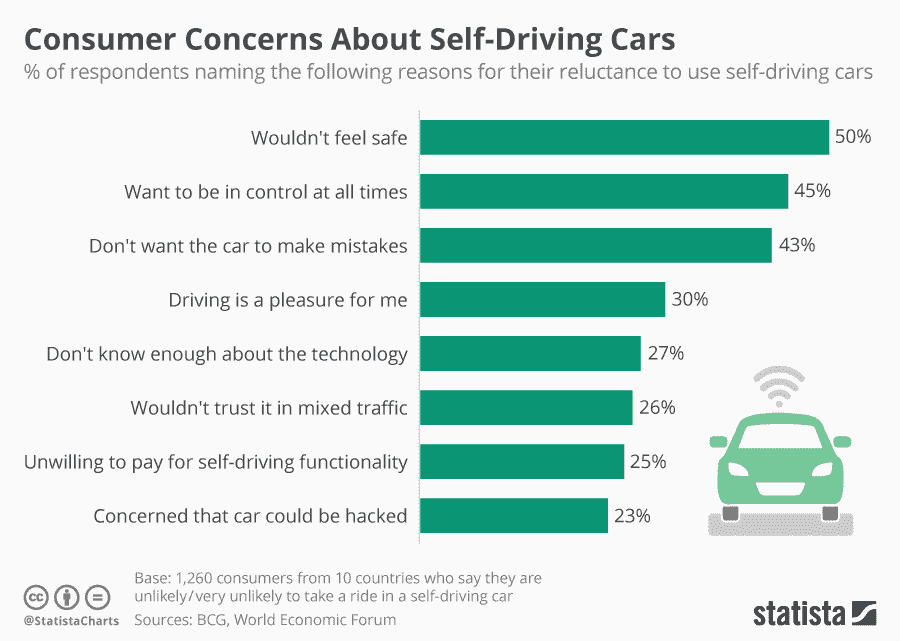 Consumer Concerns About Self-Driving Cars
% of respondents naming the following reasons for their reluctance to use self-driving cars
Wouldn't feel safe 50%
Want to be in control at all times 45%
Don't want the car to make mistakes 43%
Driving is a pleasure for me 30%
Don't know enough about the technology 27%
Wouldn't trust it in mixed traffic 26%
Unwilling to pay for self-driving functionality 25%
Concerned that car could be hacked 23%
Base: 1,260 consumers from 10 countries who say they are
unlikely/very unlikely to take a ride in a self-driving car
cc
@StatistaCharts Sources: BCG, World Economic Forum
statista